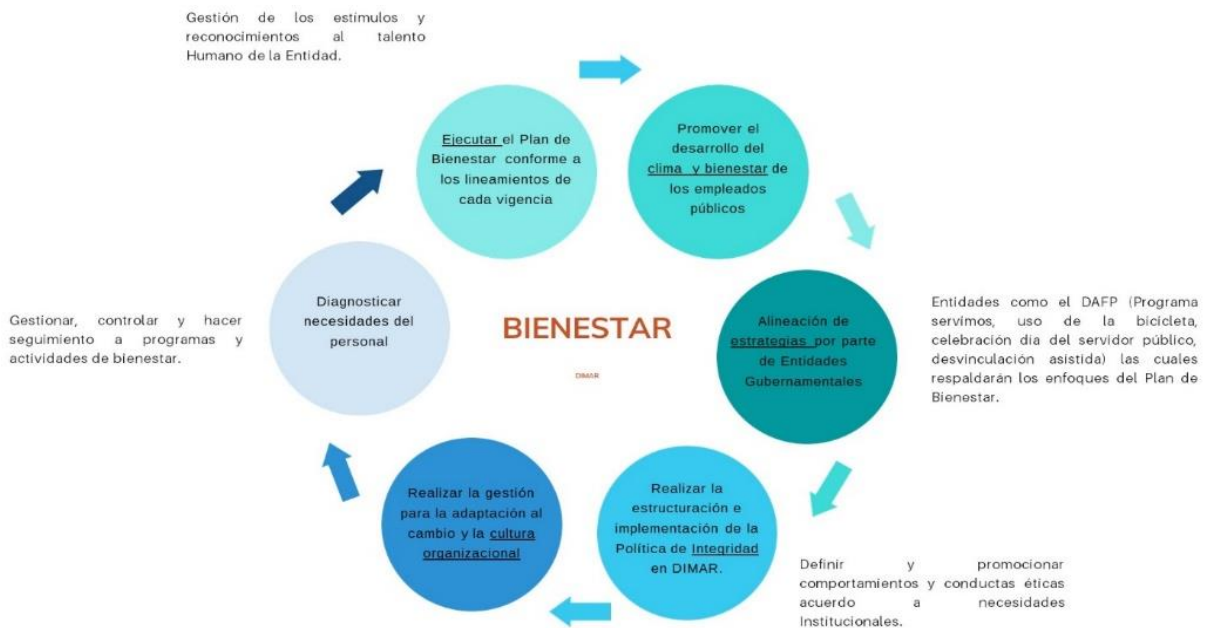 Gestión de los estímulos y
reconocimientos al talento
Humano de la Entidad.
Ejecutar el Plan de
Bienestar conforme a
los lineamientos de
cada vigencia
Promover el
desarrollo del
clima y bienestar de
los empleados
públicos
Diagnosticar
necesidades del
personal
Gestionar, controlar y hacer
seguimiento a programas y
actividades de bienestar.
BIENESTAR
DIMAR
Alineación de
estrategias por parte
de Entidades
Gubernamentales
Entidades como el DAFP (Programa
servimos, uso de la bicicleta,
celebración día del servidor público,
desvinculación asistida) las cuales
respaldarán los enfoques del Plan de
Bienestar.
Realizar la gestión
para la adaptación al
cambio y la cultura
organizacional
Realizar la
estructuración e
implementación de la
Política de Integridad
en DIMAR.
Definir y promocionar
comportamientos y conductas éticas
acuerdo a necesidades
Institucionales.